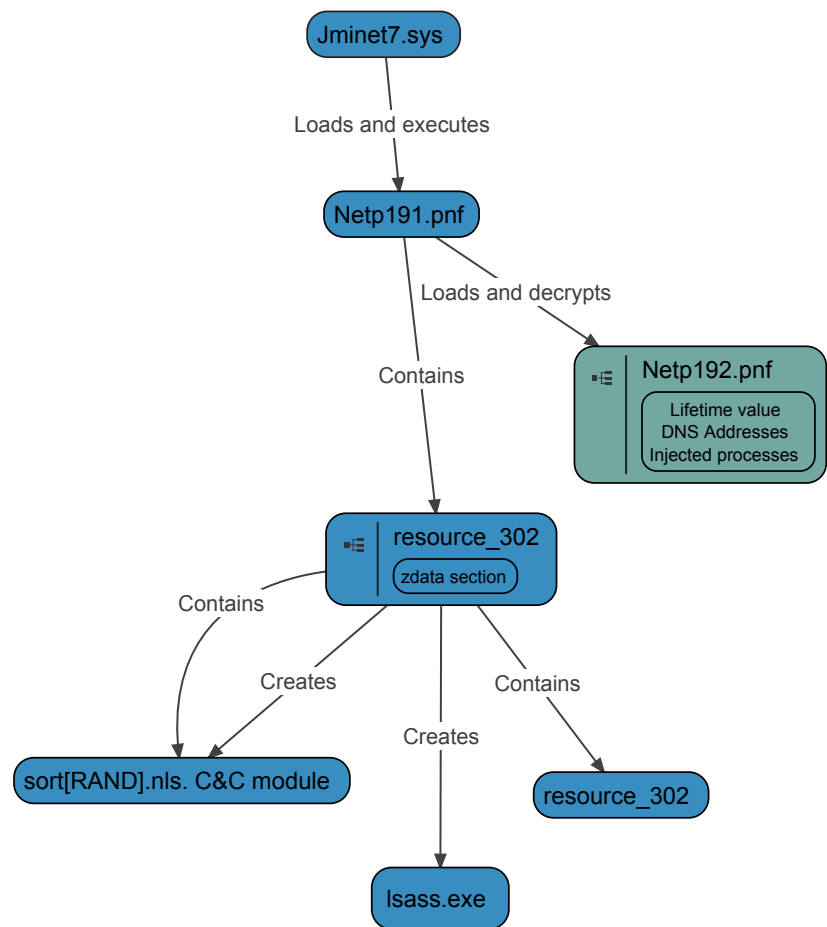 Jminet7.sys
Loads and executes
Netp191.pnf
Loads and decrypts
Netp192.pnf
Lifetime value
DNS Addresses
Injected processes
Contains
resource_302
zdata section
Contains
Creates
Contains
Creates
sort[RAND].nls. C&C module
resource_302
lsass.exe